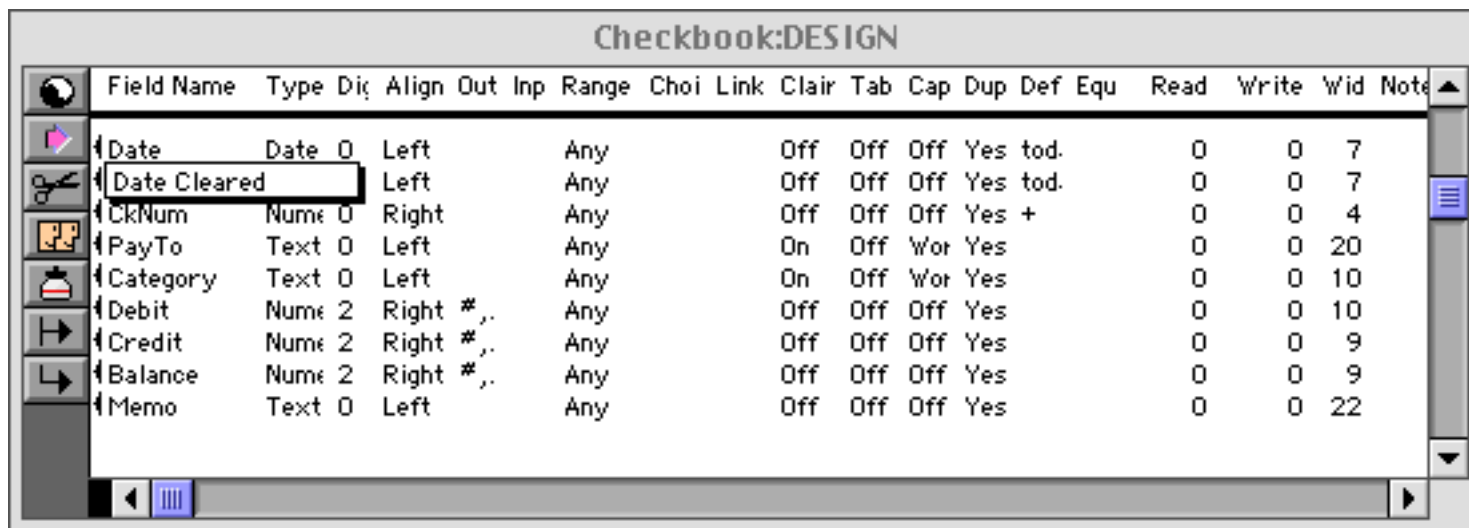 Checkbook:DESIGN
Field Name Type Dig Align Out Inp Range Choi Link Clair Tab Cap Dup Def Equ Read Write Wid Note
Date Date 0 Left Any Off Off Off Yes tod. 0 0 7
Date Cleared Left Any Off Off Off Yes tod. 0 0 7
CkNum Nume 0 Right Any Off Off Off Yes + 0 0 4
PayTo Text 0 Left Any On Off Wor Yes 0 0 20
Category Text 0 Left Any On Off Wor Yes 0 0 10
Debit Nume 2 Right #,. Any Off Off Off Yes 0 0 10
Credit Nume 2 Right #,. Any Off Off Off Yes 0 0 9
Balance Nume 2 Right #,. Any Off Off Off Yes 0 0 9
Memo Text 0 Left Any Off Off Off Yes 0 0 22